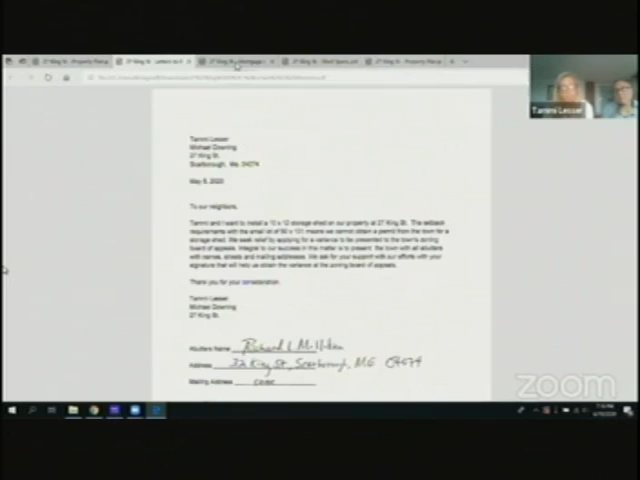 27 King St
Tammi Lesser
Tammi Lesser
Michael Downing
27 King St.
Scarborough, Me. 04074
May 6, 2020
To our neighbors,
Tammi and I want to install a 10 x 12 storage shed on our property at 27 King St. The setback
requirements with the small lot of 50 x 101 means we cannot obtain a permit from the town for a
storage shed. We seek relief by applying for a variance to be presented to the town's zoning
board of appeals. Integral to our success in this matter is to present the town with all abutters
with names, streets and mailing addresses. We ask for your support with our efforts with your
signature that will help us obtain the variance at the zoning board of appeals.
Thank you for your consideration.
Tammi Lesser
Michael Downing
27 King St.
Abutters Name Richard L
Address King St, Scarborough, ME 04074
Mailing Address same
zoom